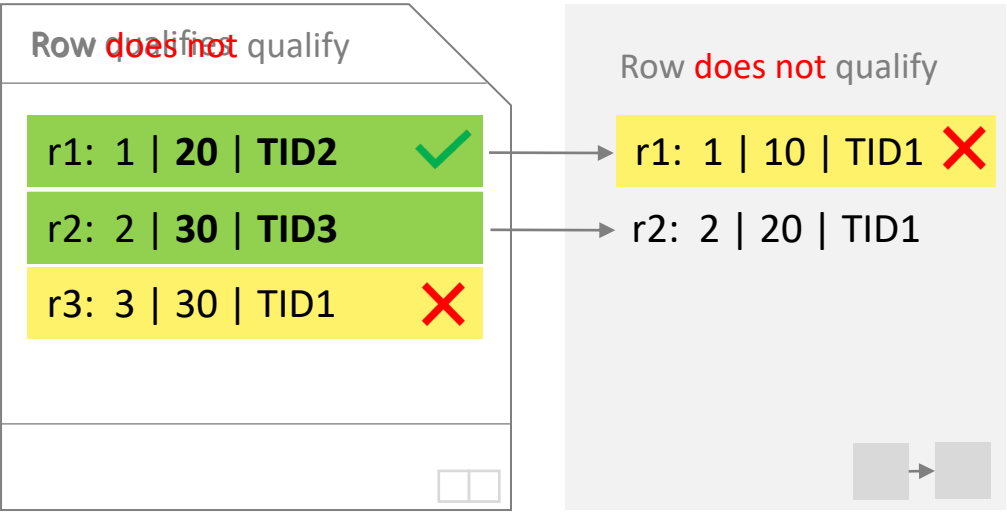 Row qualifies
Row does not qualify
r1: 1 | 20 | TID2
r2: 2 | 30 | TID3
r3: 3 | 30 | TID1
Row does not qualify
r1: 1 | 10 | TID1
r2: 2 | 20 | TID1